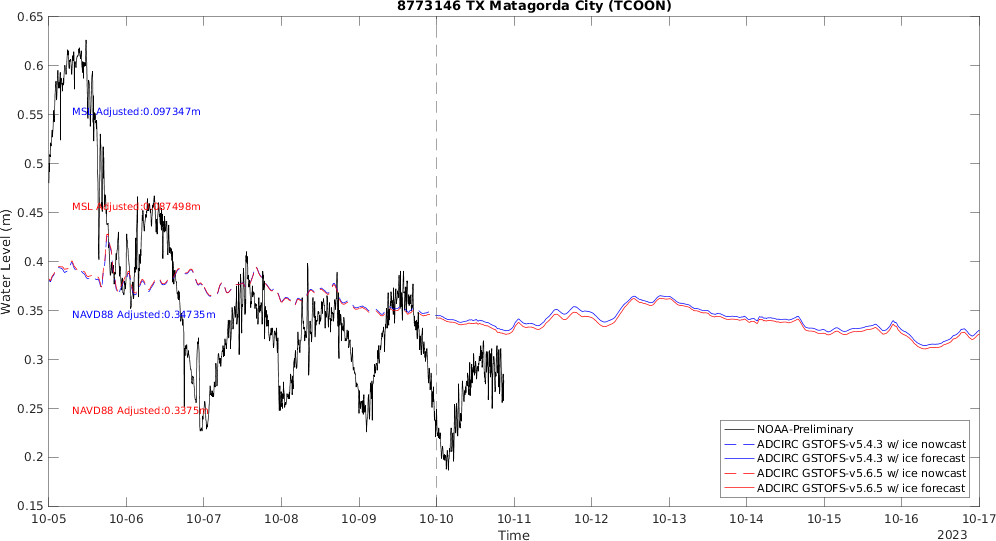 8773146 TX Matagorda City (TCOON)
0.65
0.6
0.55
0.5
0.45
0.4
0.35
0.3
0.25
0.2
0.15
Water Level (m)
MSL Adjusted:0.097347m
MSL Adjusted:0.087498m
NAVD88 Adjusted:0.34735m
NAVD88 Adjusted:0.3375m
NOAA-Preliminary
ADCIRC GSTOFS-v5.4.3 w/ ice nowcast
ADCIRC GSTOFS-v5.4.3 w/ ice forecast
ADCIRC GSTOFS-v5.6.5 w/ ice nowcast
ADCIRC GSTOFS-v5.6.5 w/ ice forecast
10-05 10-06 10-07 10-08 10-09 10-10 10-11 10-12 10-13 10-14 10-15 10-16 10-17
Time
2023